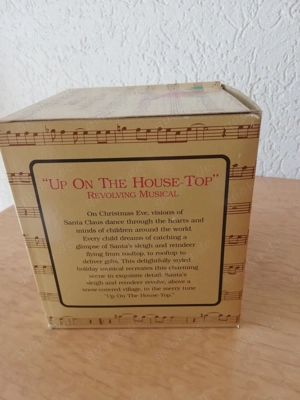 "UP ON THE HOUSE-TOP"
REVOLVING MUSICAL
On Christmas Eve, visions of
Santa Claus dance through the hearts and
minds of children around the world.
Every child dreams of catching a
glimpse of Santa's sleigh and reindeer
flying from rooftop, to rooftop to
deliver gifts. This delightfully styled
holiday musical recreates this charming
scene in exquisite detail. Santa's
sleigh and reindeer revolve, above a
snow-covered village, to the merry tune
"Up On The House Top."